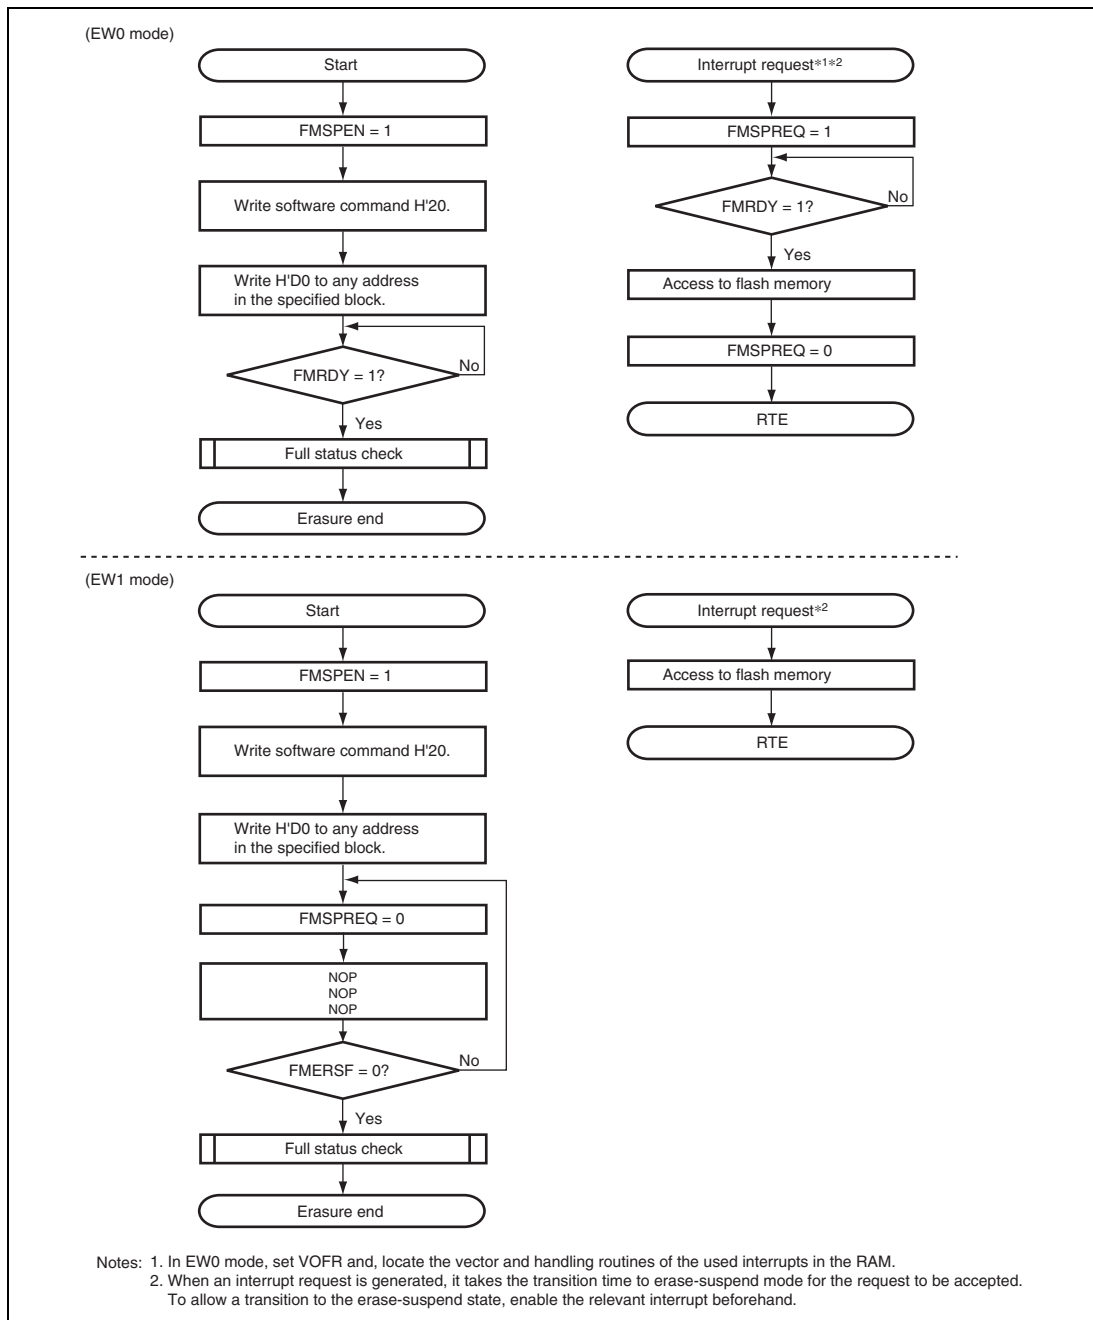 (EW0 mode)
Start
FMSPEN = 1
Write software command H'20.
Write H'D0 to any address
in the specified block.
No
FMRDY = 1?
Yes
Full status check
Erasure end
Interrupt request*1*2
FMSPREQ = 1
No
FMRDY = 1?
Yes
Access to flash memory
FMSPREQ = 0
RTE
(EW1 mode)
Start
FMSPEN = 1
Write software command H'20.
Write H'D0 to any address
in the specified block.
FMSPREQ = 0
NOP
NOP
NOP
No
FMERSF = 0?
Yes
Full status check
Erasure end
Interrupt request*2
Access to flash memory
RTE
Notes: 1. In EW0 mode, set VOFR and, locate the vector and handling routines of the used interrupts in the RAM.
2. When an interrupt request is generated, it takes the transition time to erase-suspend mode for the request to be accepted.
To allow a transition to the erase-suspend state, enable the relevant interrupt beforehand.